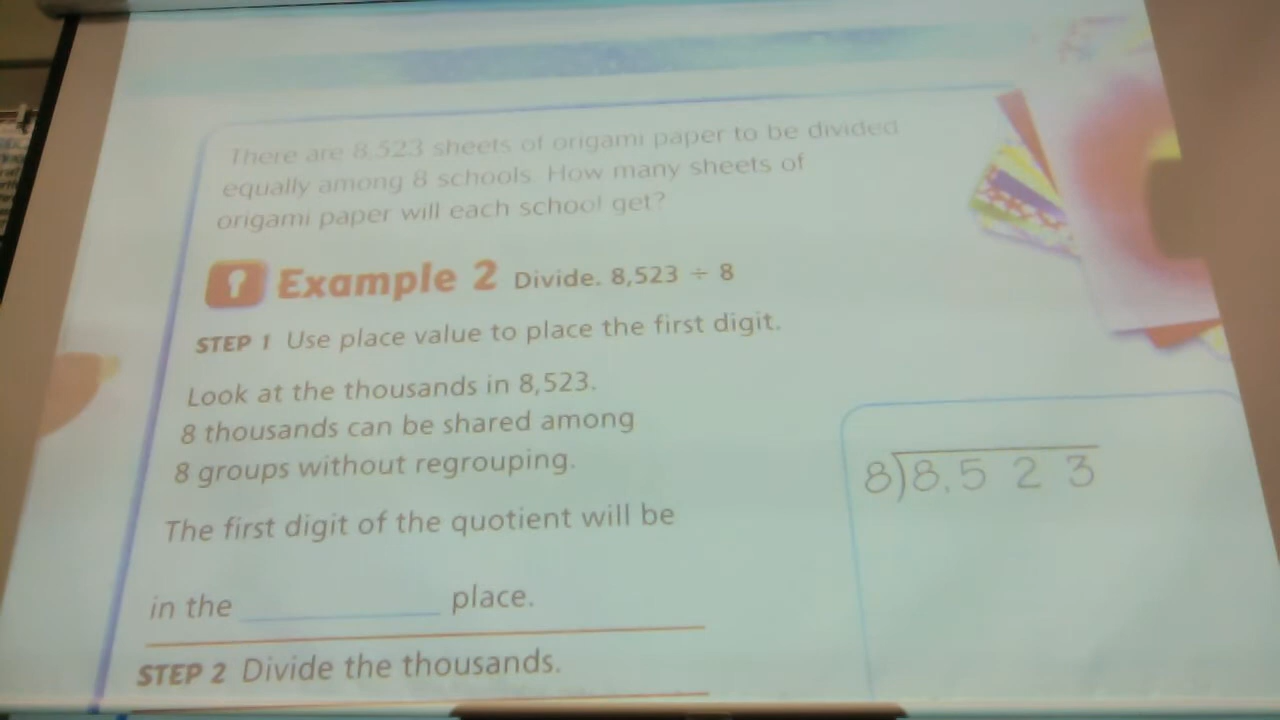 There are 8,523 sheets of origami paper to be divided
equally among 8 schools. How many sheets of
origami paper will each school get?
Example 2 Divide. 8,523 ÷ 8
STEP 1 Use place value to place the first digit.
Look at the thousands in 8,523.
8 thousands can be shared among
8 groups without regrouping.
The first digit of the quotient will be
in the ____________ place.
8)8,5 2 3
STEP 2 Divide the thousands.